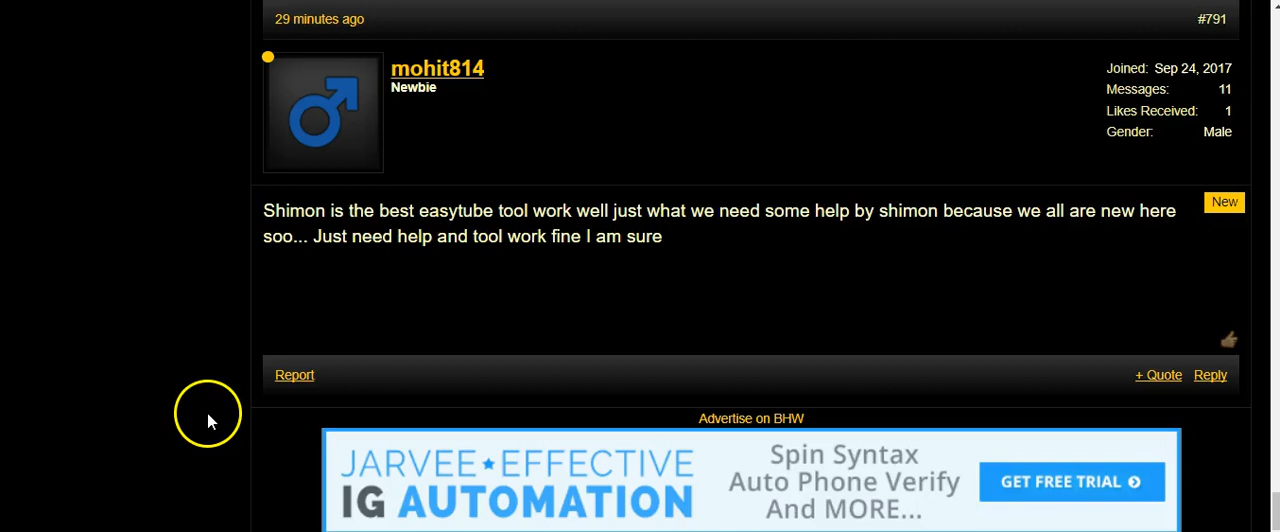 29 minutes ago #791
mohit814
Newbie
Joined: Sep 24, 2017
Messages: 11
Likes Received: 1
Gender: Male
New
Shimon is the best easytube tool work well just what we need some help by shimon because we all are new here
soo... Just need help and tool work fine I am sure
Report + Quote Reply
Advertise on BHW
JARVEE EFFECTIVE
IG AUTOMATION
Spin Syntax
Auto Phone Verify
And MORE...
GET FREE TRIAL